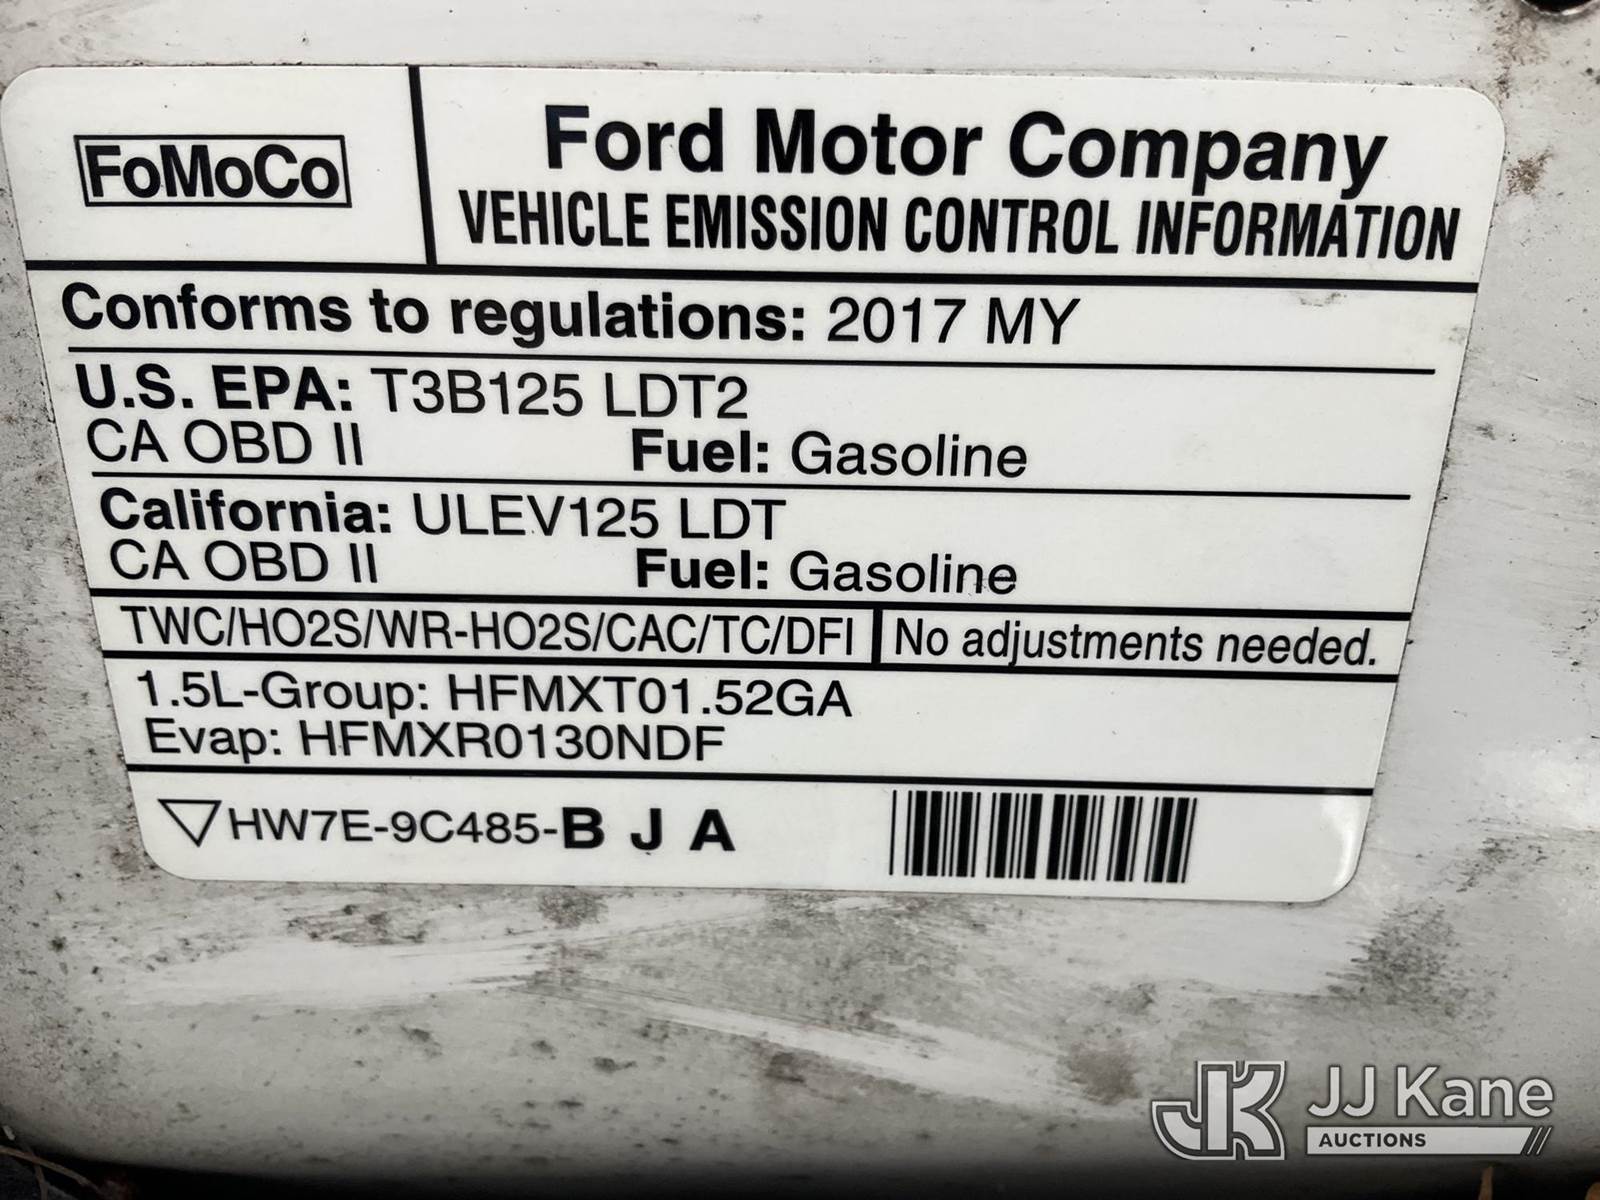 FoMoCo
Ford Motor Company
VEHICLE EMISSION CONTROL INFORMATION
Conforms to regulations: 2017 MY
U.S. EPA: T3B125 LDT2
CA OBD II Fuel: Gasoline
California: ULEV125 LDT
CA OBD II Fuel: Gasoline
TWC/HO2S/WR-HO2S/CAC/TC/DFI No adjustments needed.
1.5L-Group: HFMXT01.52GA
Evap: HFMXR0130NDF
HW7E-9C485-B J A
JK JJ Kane
AUCTIONS